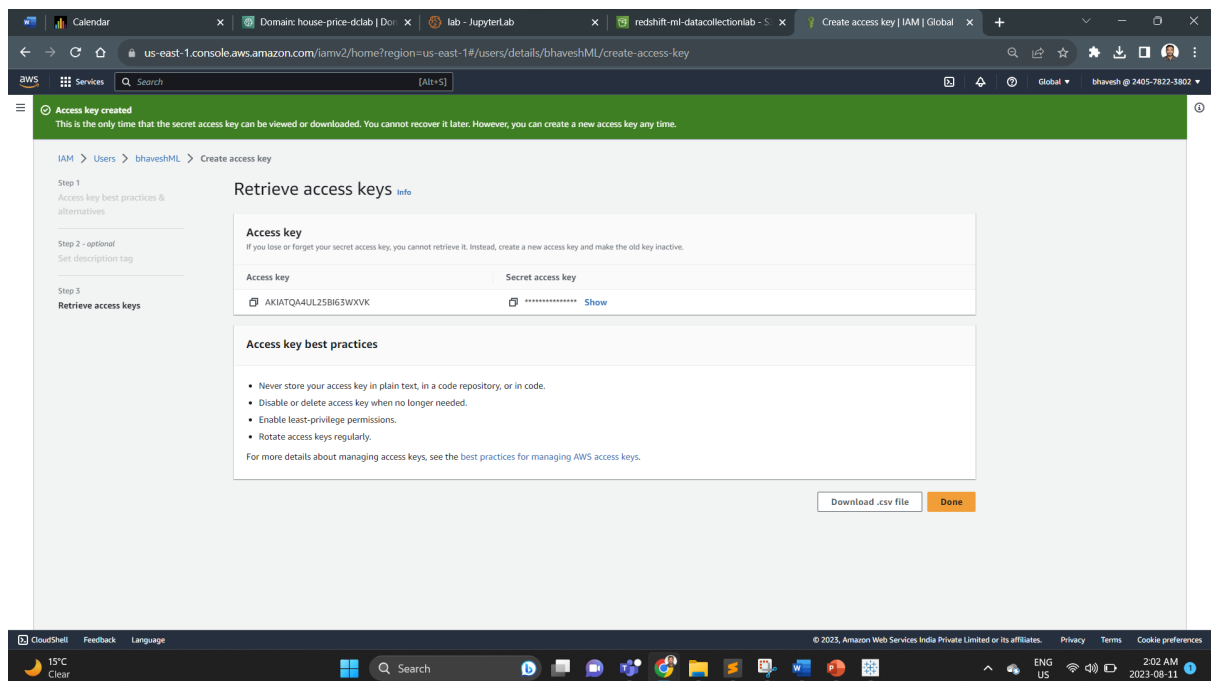 Calendar
Domain: house-price-dclab | Don
lab - JupyterLab
redshift-ml-datacollectionlab - S3
Create access key | IAM | Global
us-east-1.console.aws.amazon.com/iamv2/home?region=us-east-1#/users/details/bhaveshML/create-access-key
aws
Services
Search
[Alt+S]
Global
bhavesh @ 2405-7822-3802
Access key created
This is the only time that the secret access key can be viewed or downloaded. You cannot recover it later. However, you can create a new access key any time.
IAM > Users > bhaveshML > Create access key
Step 1
Access key best practices &
alternatives
Step 2 - optional
Set description tag
Step 3
Retrieve access keys
Retrieve access keys Info
Access key
If you lose or forget your secret access key, you cannot retrieve it. Instead, create a new access key and make the old key inactive.
Access key
Secret access key
AKIATQA4UL25BI63WXVK
*************** Show
Access key best practices
• Never store your access key in plain text, in a code repository, or in code.
• Disable or delete access key when no longer needed.
• Enable least-privilege permissions.
• Rotate access keys regularly.
For more details about managing access keys, see the best practices for managing AWS access keys.
Download .csv file
Done
CloudShell Feedback Language
© 2023, Amazon Web Services India Private Limited or its affiliates. Privacy Terms Cookie preferences
15°C
Clear
Search
ENG
US
2:02 AM
2023-08-11
1